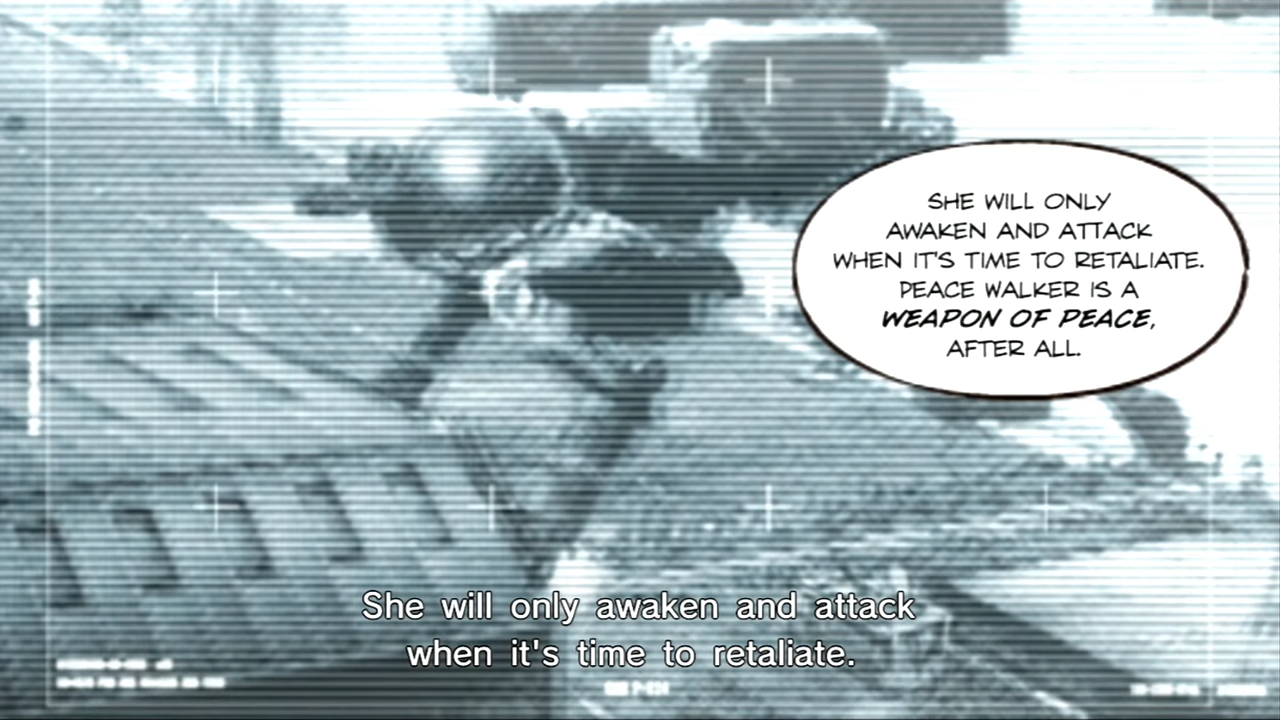 SHE WILL ONLY
AWAKEN AND ATTACK
WHEN IT'S TIME TO RETALIATE.
PEACE WALKER IS A
WEAPON OF PEACE,
AFTER ALL.
She will only awaken and attack
when it's time to retaliate.